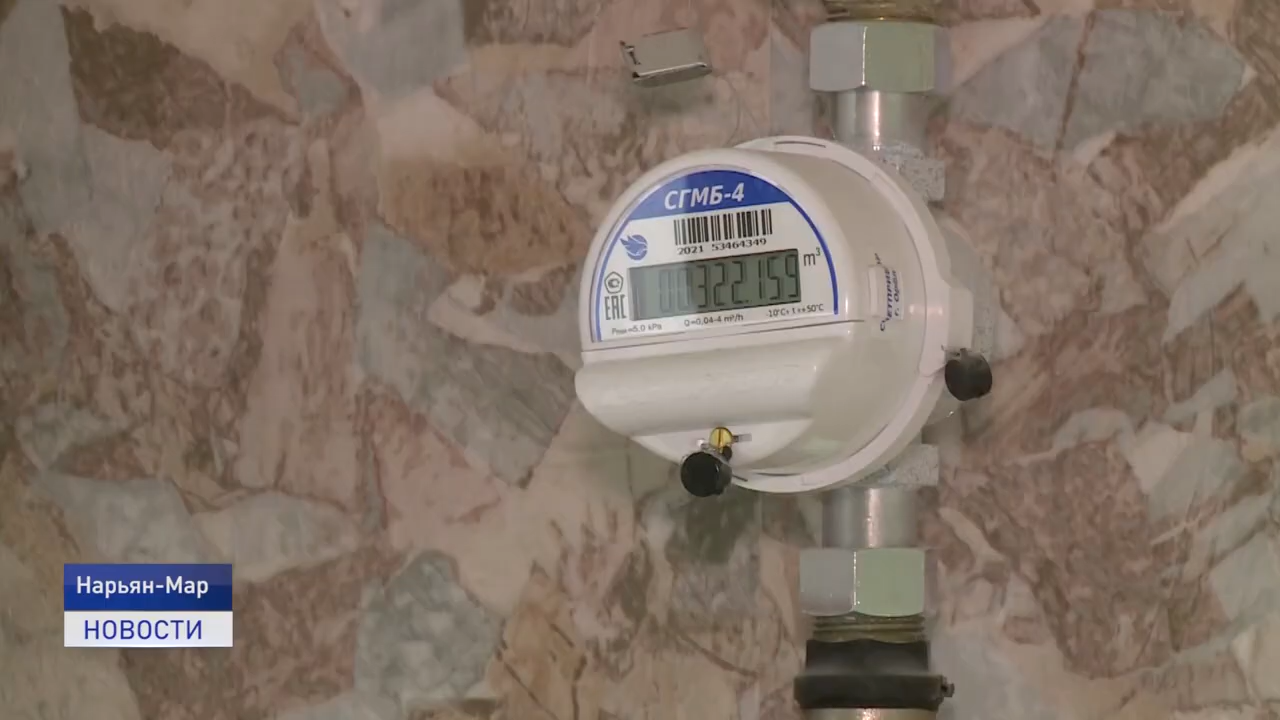 СГМБ-4
2021 53464349
00322.159 m³
EAC
Pmax=5,0 kPa Q=0,04-4 m³/h -10°C≤t≤+50°C
Нарьян-Мар
НОВОСТИ